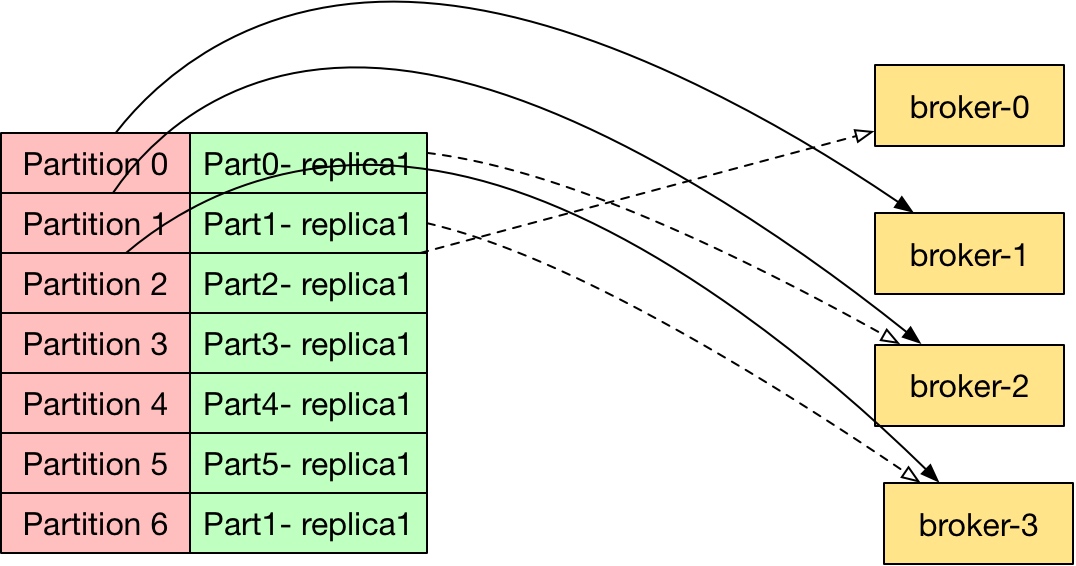 Partition 0 Part0- replica1
Partition 1 Part1- replica1
Partition 2 Part2- replica1
Partition 3 Part3- replica1
Partition 4 Part4- replica1
Partition 5 Part5- replica1
Partition 6 Part1- replica1
broker-0
broker-1
broker-2
broker-3